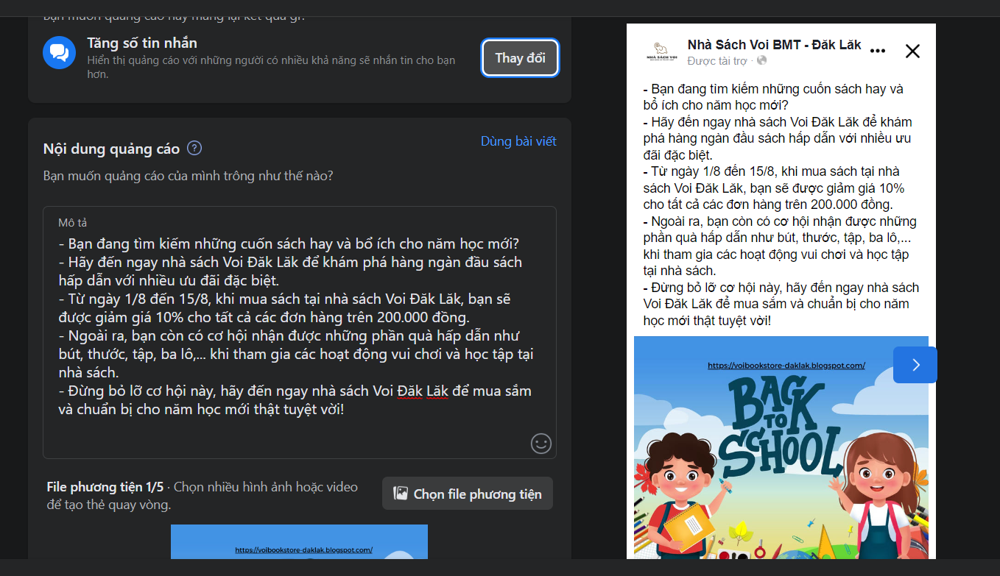 Bạn muốn quảng cáo này mang lại kết quả gì?
Tăng số tin nhắn
Hiển thị quảng cáo với những người có nhiều khả năng sẽ nhắn tin cho bạn
hơn.
Thay đổi
Nội dung quảng cáo
Dùng bài viết
Bạn muốn quảng cáo của mình trông như thế nào?
Mô tả
- Bạn đang tìm kiếm những cuốn sách hay và bổ ích cho năm học mới?
- Hãy đến ngay nhà sách Voi Đăk Lăk để khám phá hàng ngàn đầu sách
hấp dẫn với nhiều ưu đãi đặc biệt.
- Từ ngày 1/8 đến 15/8, khi mua sách tại nhà sách Voi Đăk Lăk, bạn sẽ
được giảm giá 10% cho tất cả các đơn hàng trên 200.000 đồng.
- Ngoài ra, bạn còn có cơ hội nhận được những phần quà hấp dẫn như
bút, thước, tập, ba lô,... khi tham gia các hoạt động vui chơi và học tập tại
nhà sách.
- Đừng bỏ lỡ cơ hội này, hãy đến ngay nhà sách Voi Đăk Lăk để mua sắm
và chuẩn bị cho năm học mới thật tuyệt vời!
File phương tiện 1/5 · Chọn nhiều hình ảnh hoặc video
để tạo thẻ quay vòng.
Chọn file phương tiện
https://voibookstore-daklak.blogspot.com/
NHÀ SÁCH VOI
Nhà Sách Voi BMT - Đăk Lăk
Được tài trợ ·
- Bạn đang tìm kiếm những cuốn sách hay và
bổ ích cho năm học mới?
- Hãy đến ngay nhà sách Voi Đăk Lăk để khám
phá hàng ngàn đầu sách hấp dẫn với nhiều ưu
đãi đặc biệt.
- Từ ngày 1/8 đến 15/8, khi mua sách tại nhà
sách Voi Đăk Lăk, bạn sẽ được giảm giá 10%
cho tất cả các đơn hàng trên 200.000 đồng.
- Ngoài ra, bạn còn có cơ hội nhận được những
phần quà hấp dẫn như bút, thước, tập, ba lô,...
khi tham gia các hoạt động vui chơi và học tập
tại nhà sách.
- Đừng bỏ lỡ cơ hội này, hãy đến ngay nhà sách
Voi Đăk Lăk để mua sắm và chuẩn bị cho năm
học mới thật tuyệt vời!
https://voibookstore-daklak.blogspot.com/
BACK
TO
SCHOOL